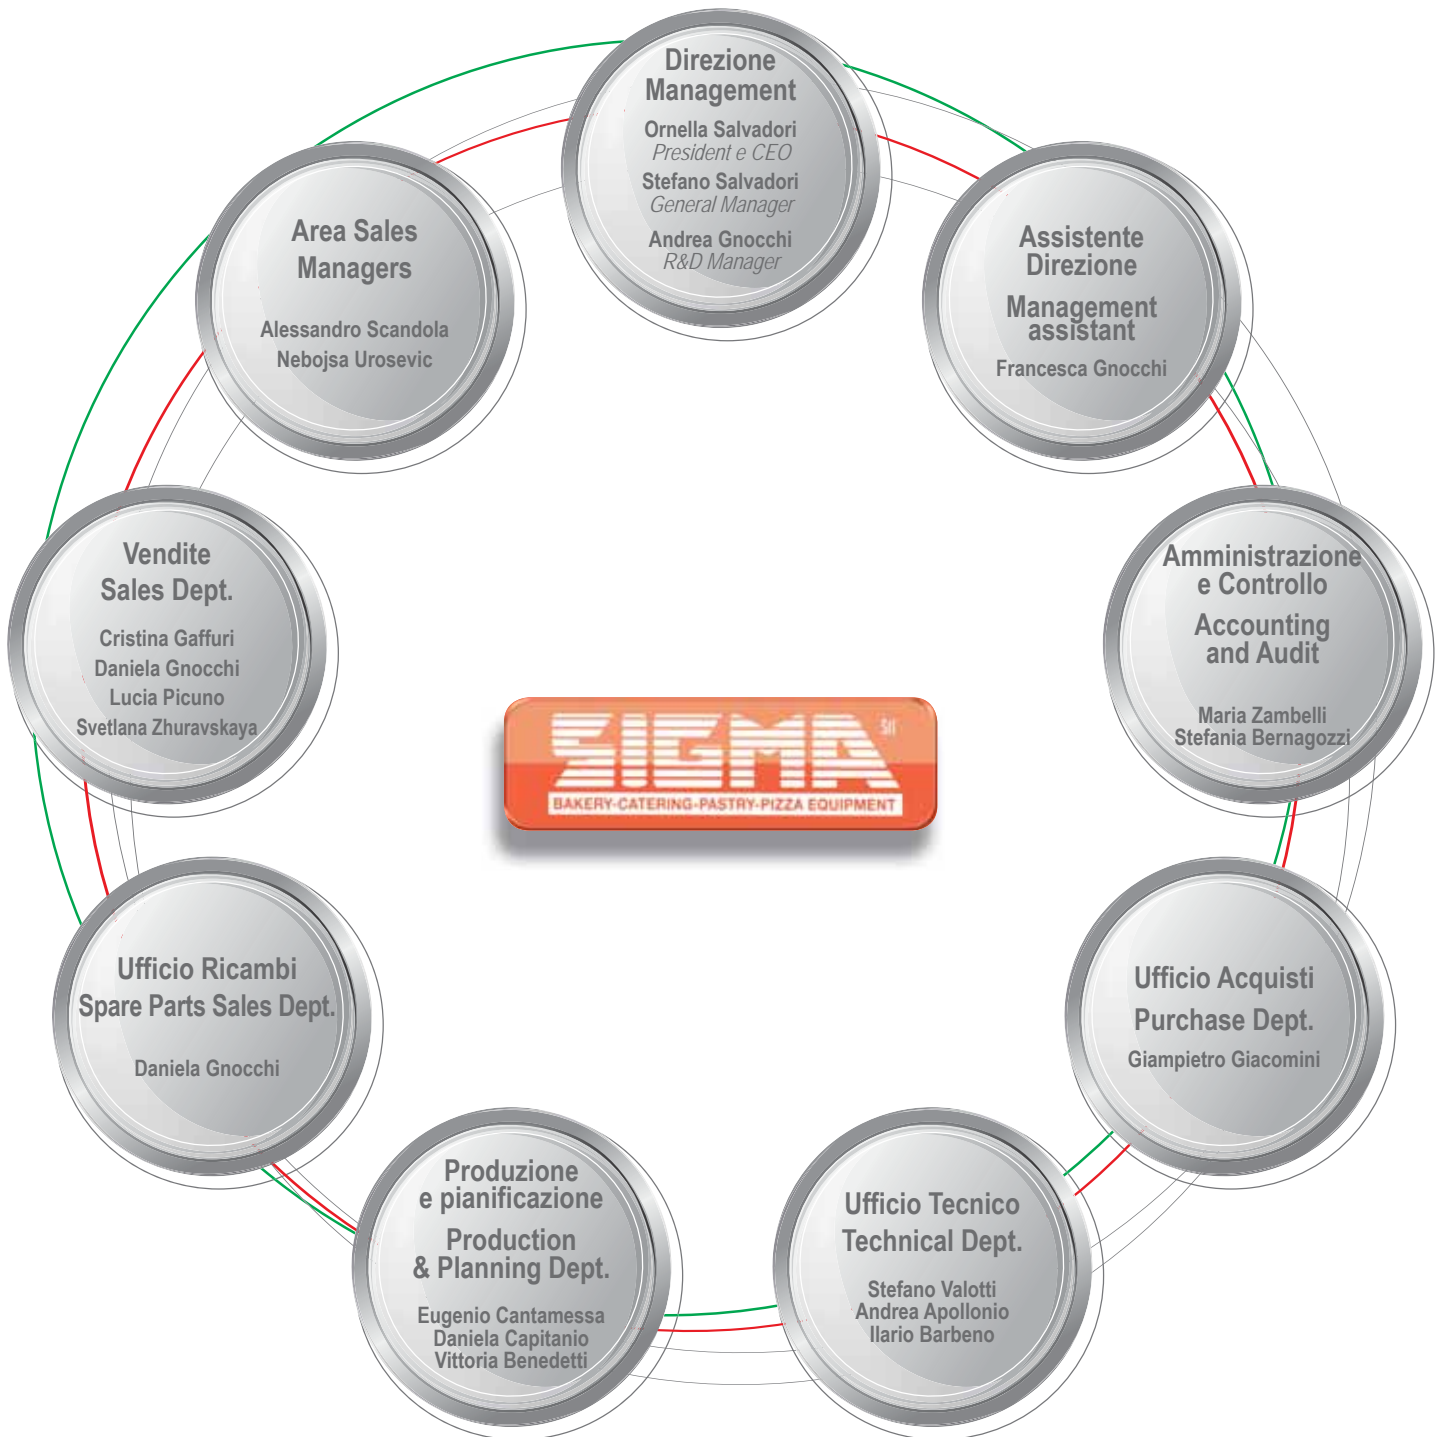 Direzione
Management
Ornella Salvadori
President e CEO
Stefano Salvadori
General Manager
Andrea Gnocchi
R&D Manager
Assistente
Direzione
Management
assistant
Francesca Gnocchi
Amministrazione
e Controllo
Accounting
and Audit
Maria Zambelli
Stefania Bernagozzi
Ufficio Acquisti
Purchase Dept.
Giampietro Giacomini
Ufficio Tecnico
Technical Dept.
Stefano Valotti
Andrea Apollonio
Ilario Barbeno
Produzione
e pianificazione
Production
& Planning Dept.
Eugenio Cantamessa
Daniela Capitanio
Vittoria Benedetti
Ufficio Ricambi
Spare Parts Sales Dept.
Daniela Gnocchi
Vendite
Sales Dept.
Cristina Gaffuri
Daniela Gnocchi
Lucia Picuno
Svetlana Zhuravskaya
Area Sales
Managers
Alessandro Scandola
Nebojsa Urosevic
SIGMA
BAKERY-CATERING-PASTRY-PIZZA EQUIPMENT